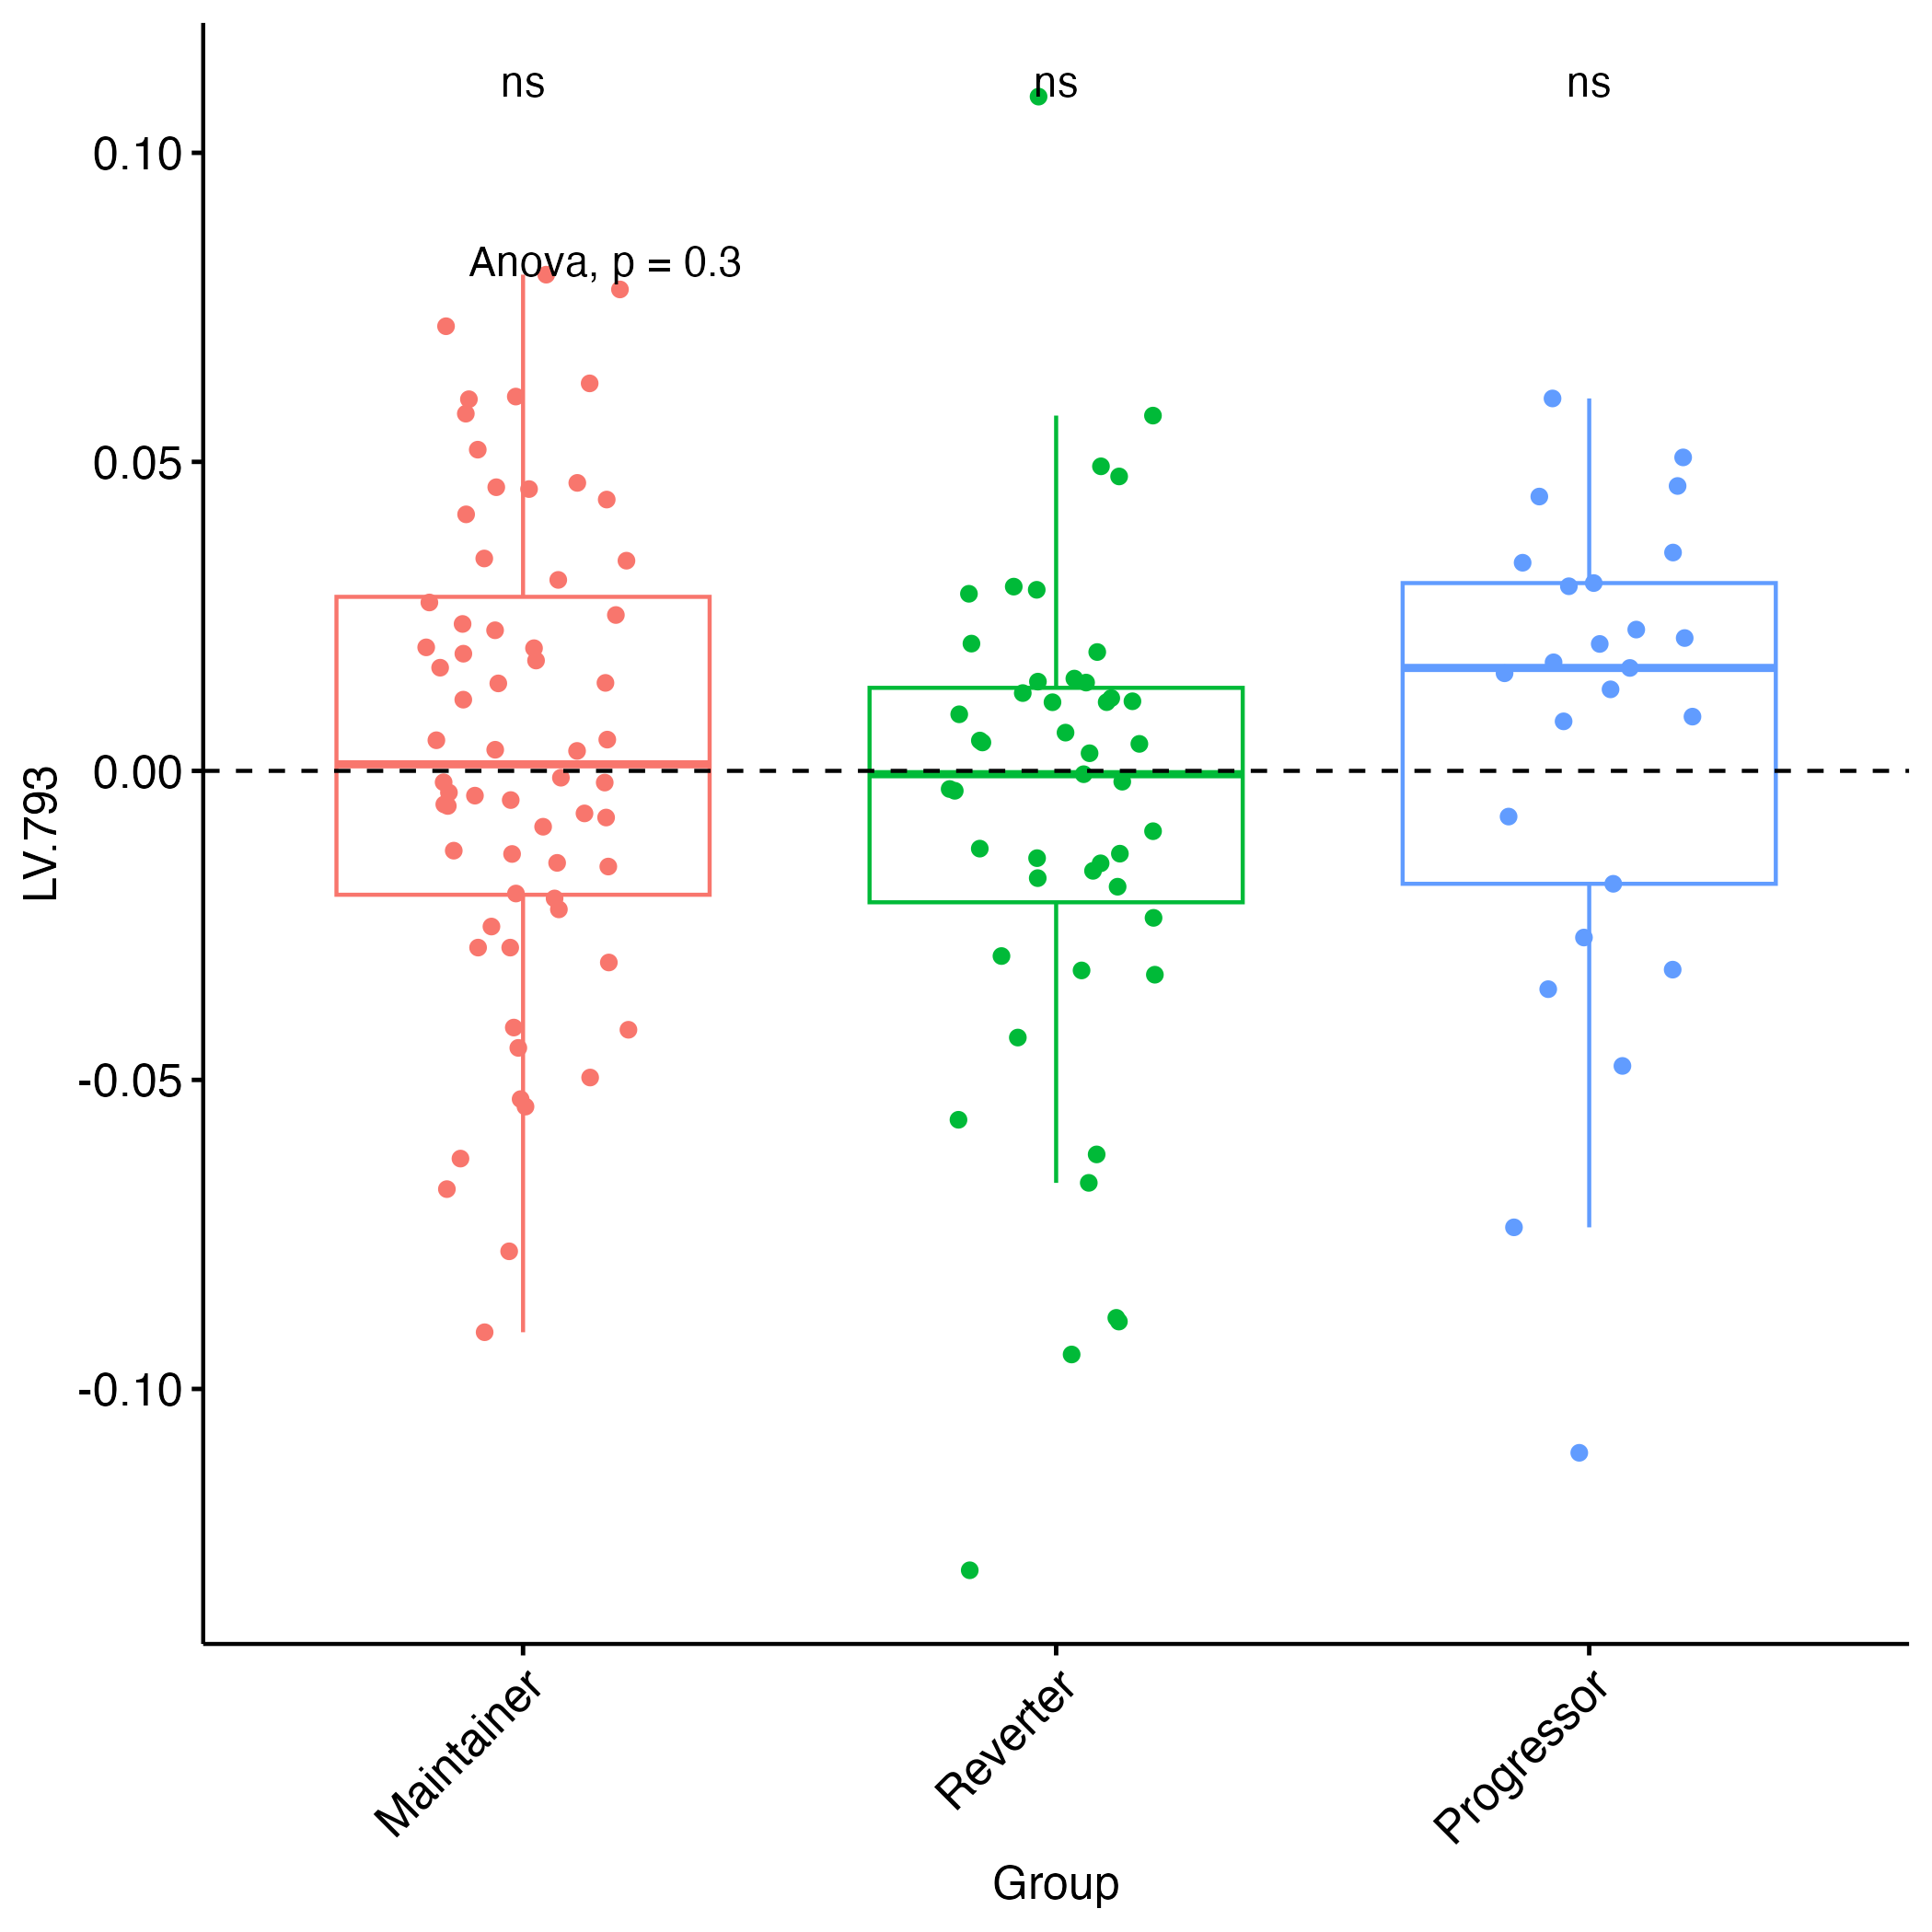 ns ns ns
Anova, p = 0.3
0.10
0.05
0.00
-0.05
-0.10
LV.793
Maintainer
Reverter
Progressor
Group